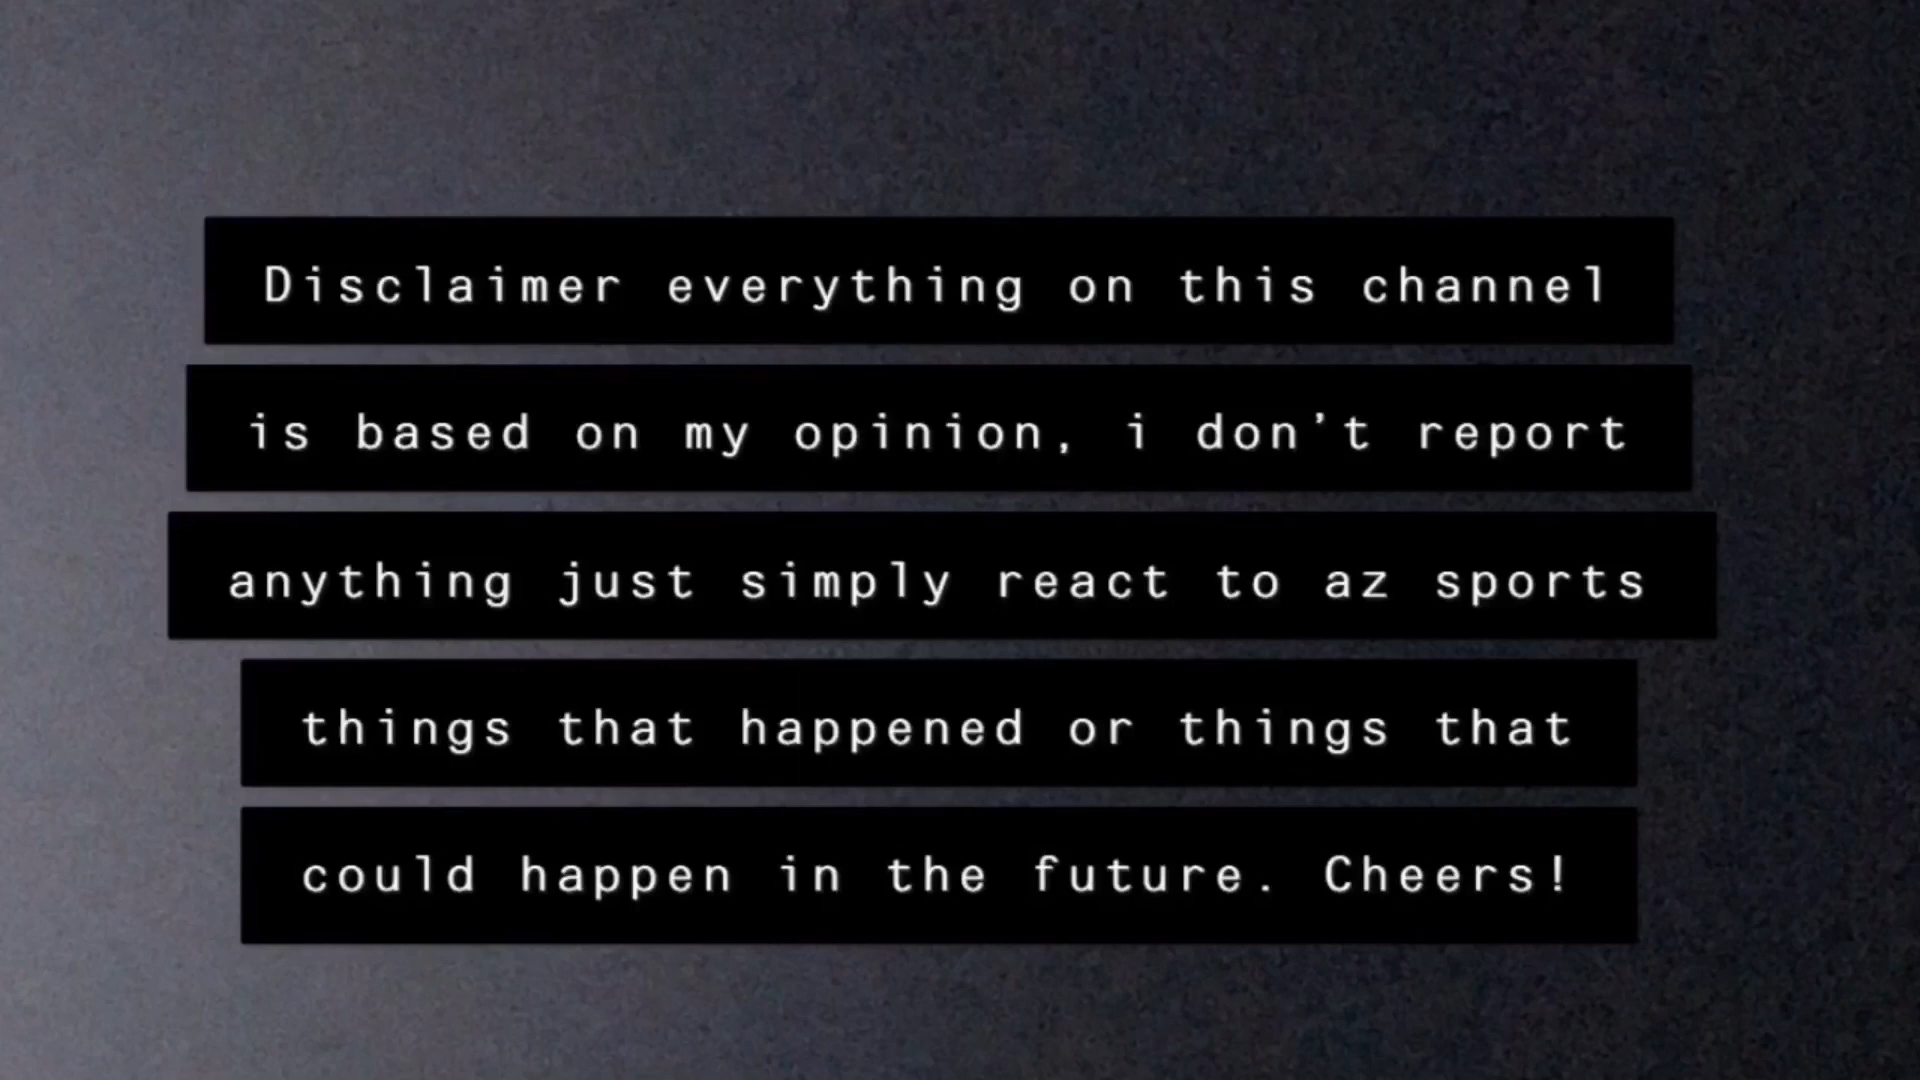 Disclaimer everything on this channel
is based on my opinion, i don't report
anything just simply react to az sports
things that happened or things that
could happen in the future. Cheers!